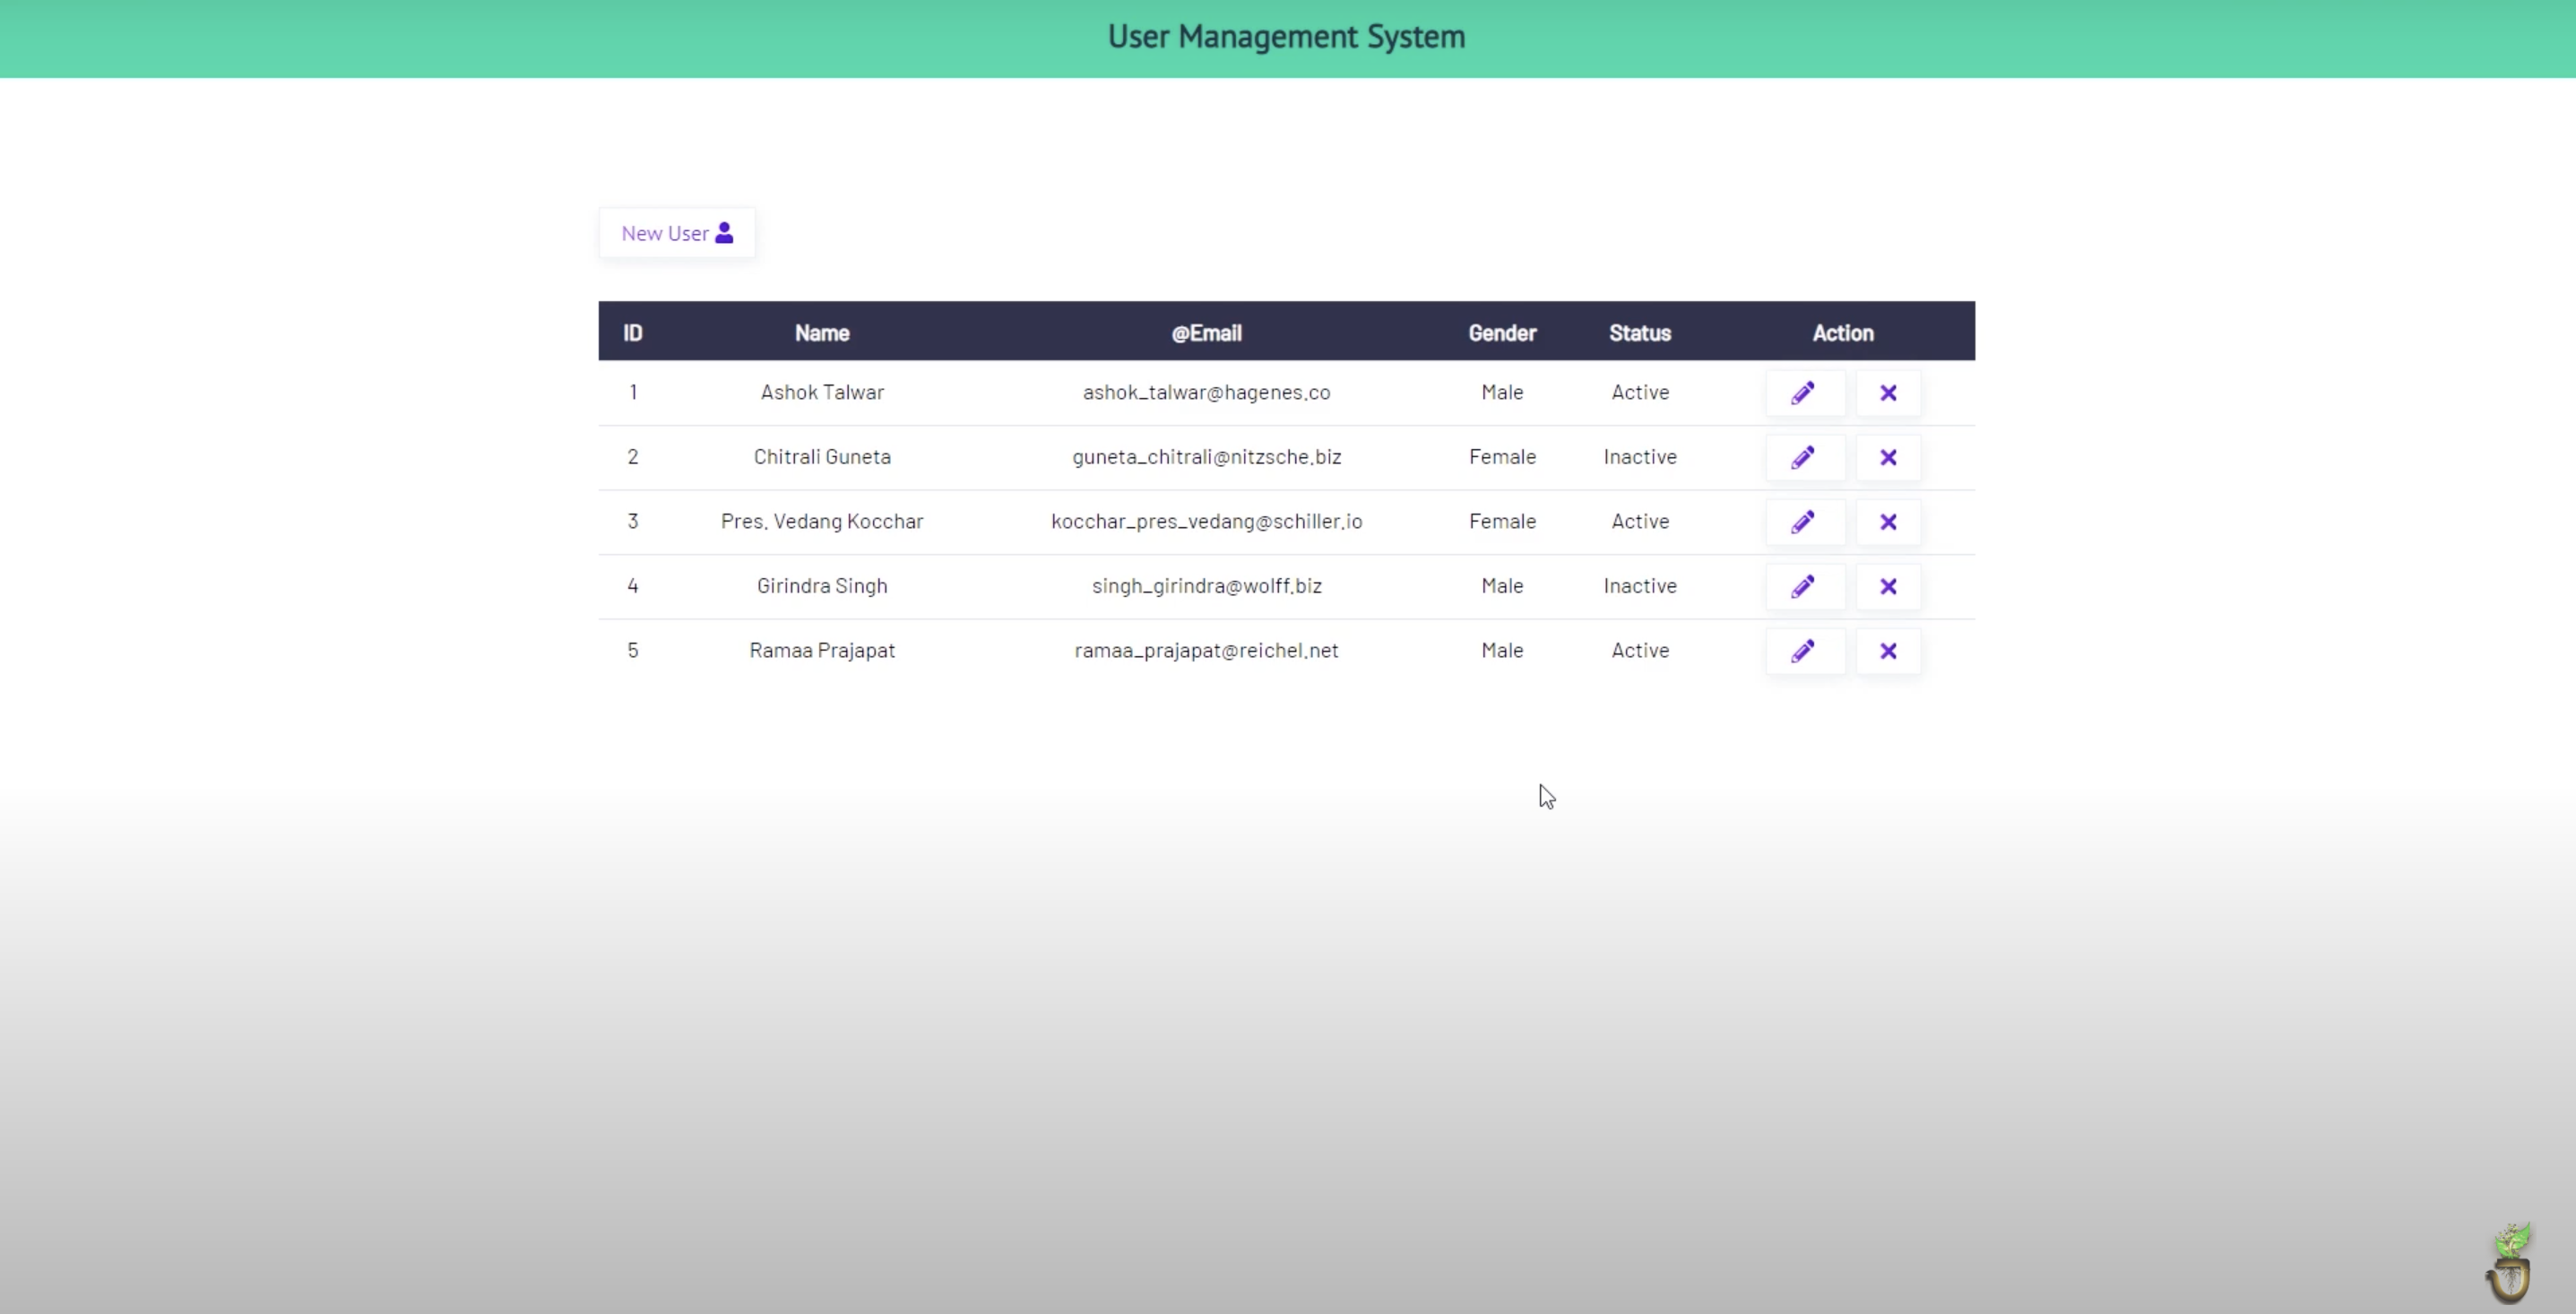 User Management System
New User
ID Name @Email Gender Status Action
1 Ashok Talwar ashok_talwar@hagenes.co Male Active
2 Chitrali Guneta guneta_chitrali@nitzsche.biz Female Inactive
3 Pres. Vedang Kocchar kocchar_pres_vedang@schiller.io Female Active
4 Girindra Singh singh_girindra@wolff.biz Male Inactive
5 Ramaa Prajapat ramaa_prajapat@reichel.net Male Active